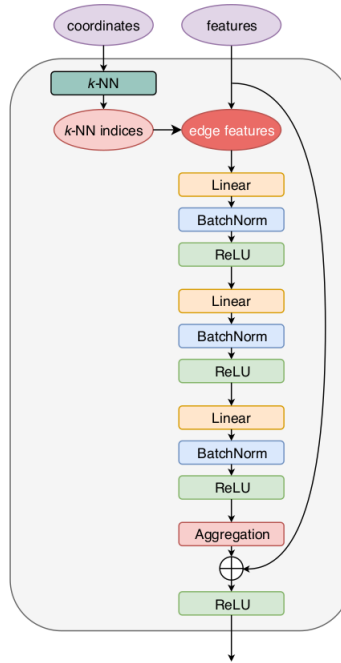 coordinates
features
k-NN
k-NN indices
edge features
Linear
BatchNorm
ReLU
Linear
BatchNorm
ReLU
Linear
BatchNorm
ReLU
Aggregation
ReLU